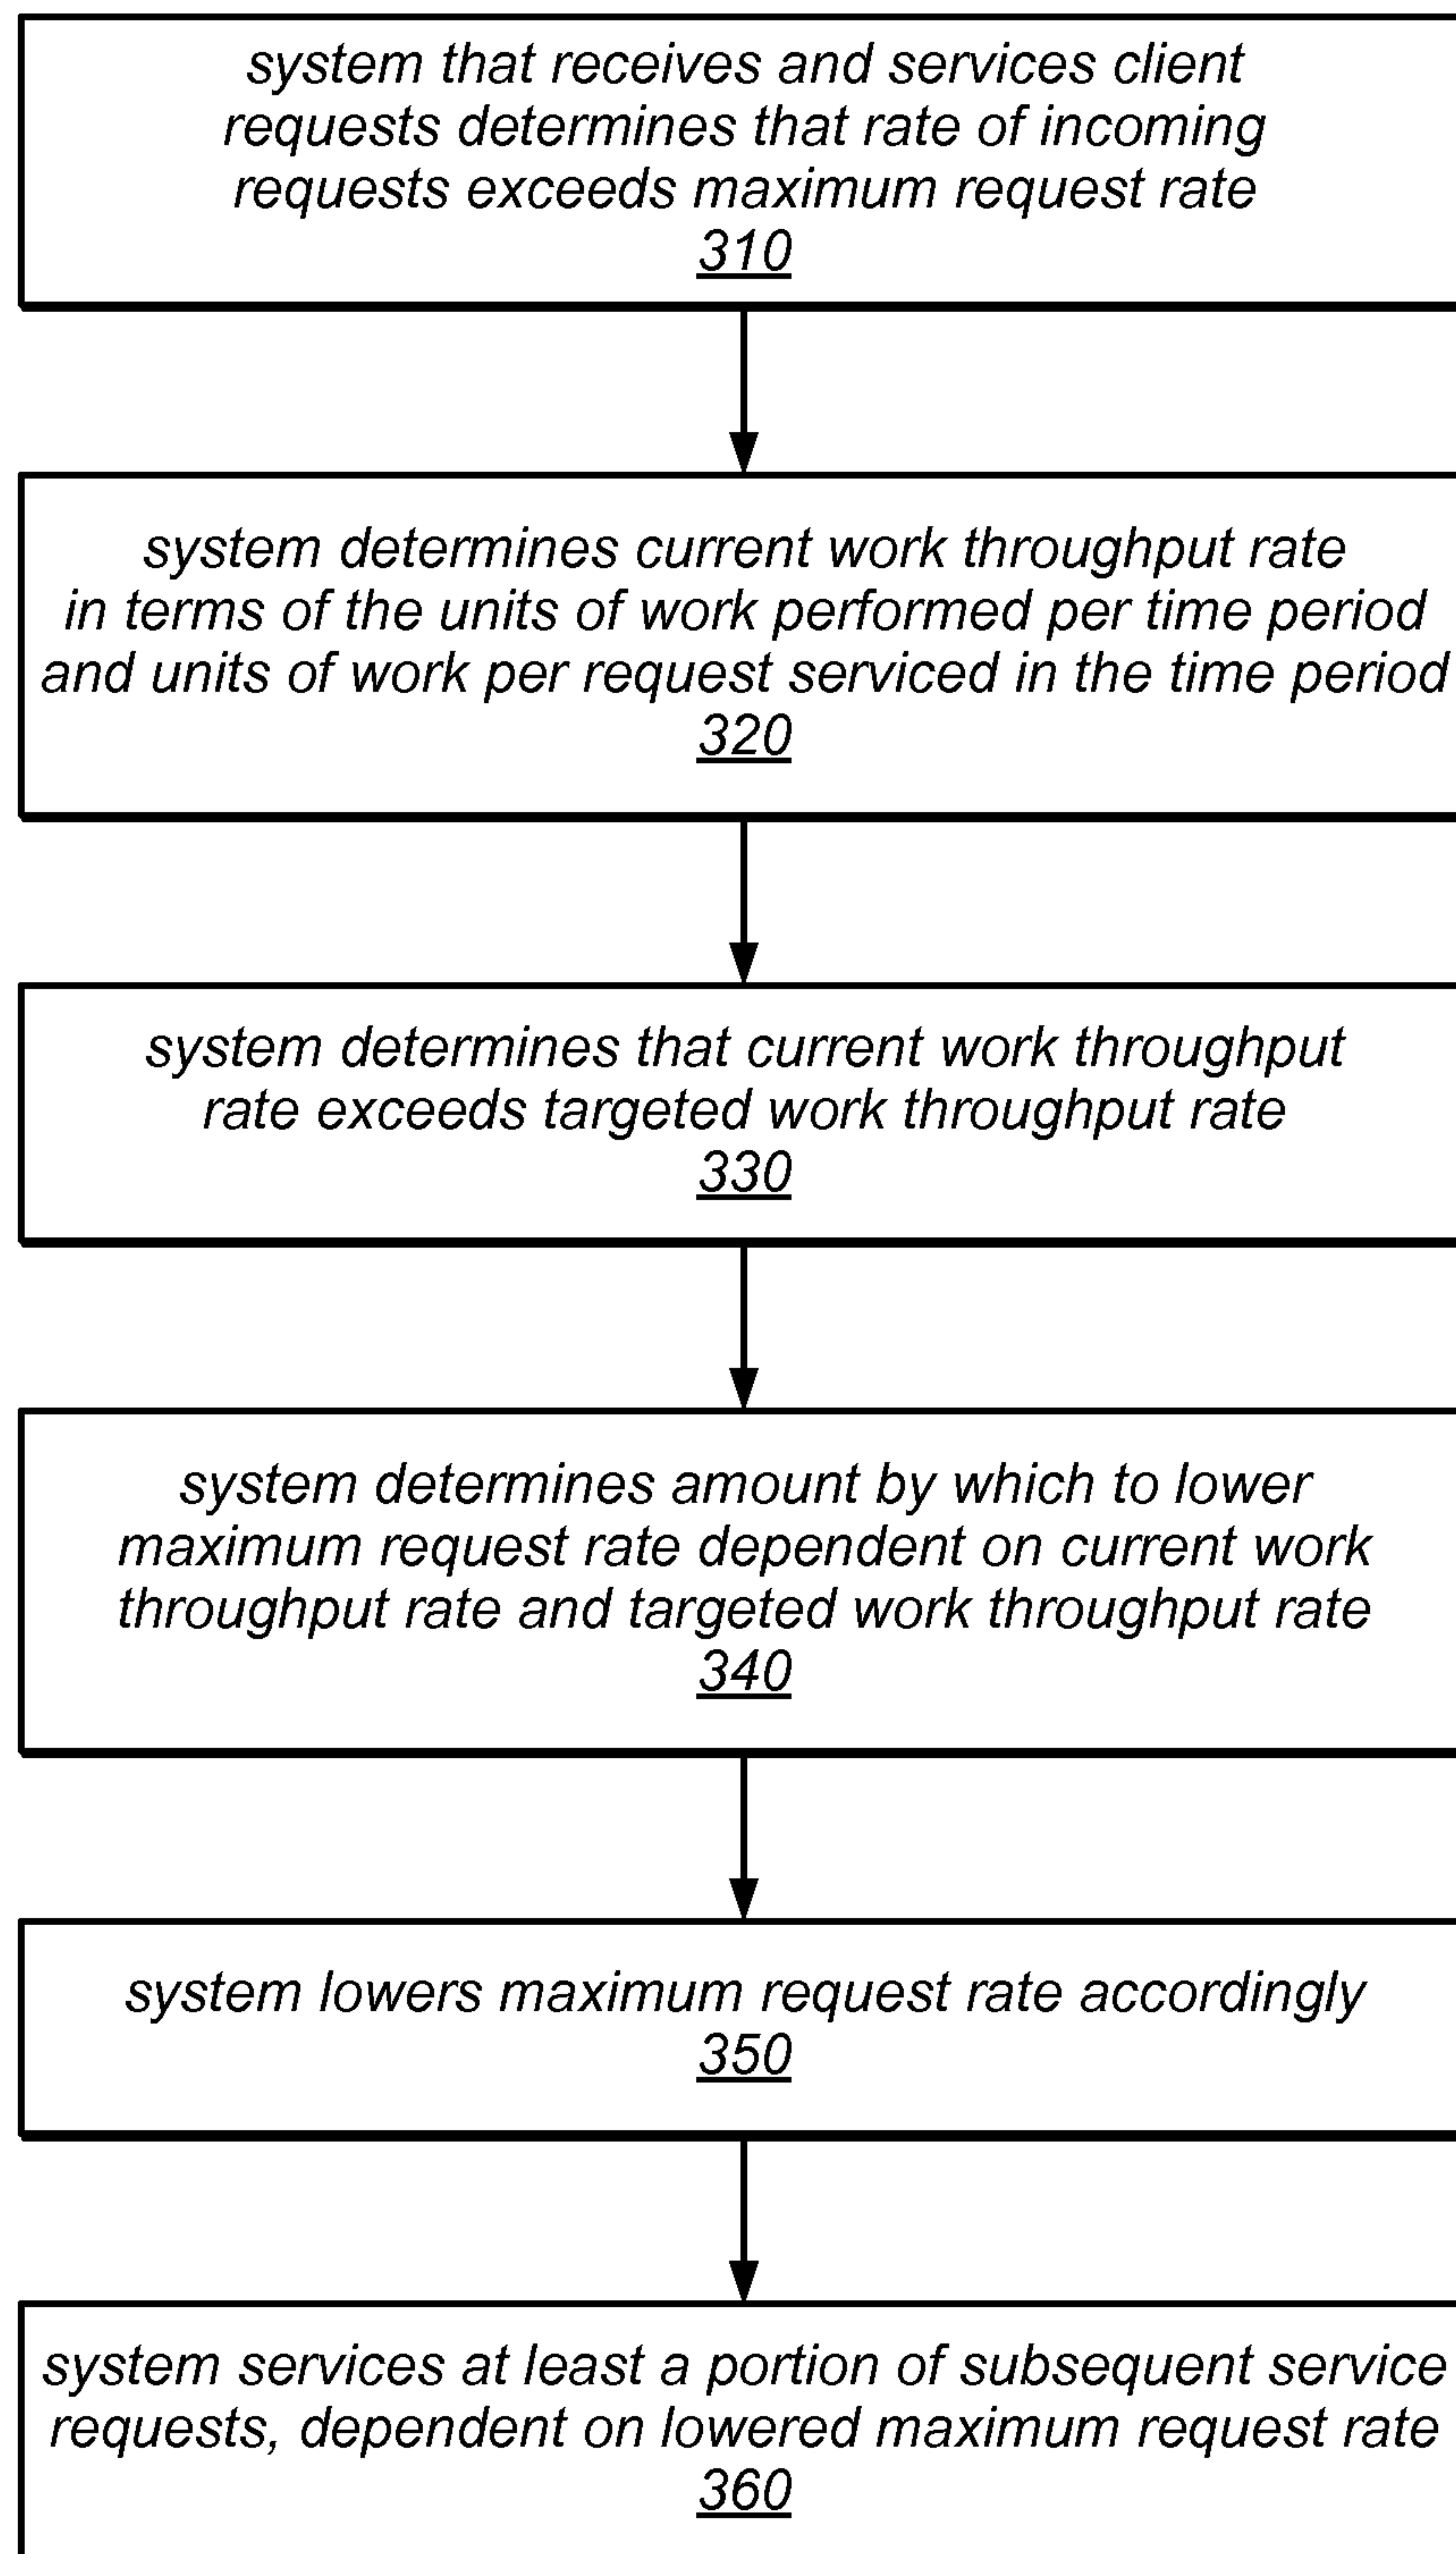 system that receives and services client
requests determines that rate of incoming
requests exceeds maximum request rate
310
system determines current work throughput rate
in terms of the units of work performed per time period
and units of work per request serviced in the time period
320
system determines that current work throughput
rate exceeds targeted work throughput rate
330
system determines amount by which to lower
maximum request rate dependent on current work
throughput rate and targeted work throughput rate
340
system lowers maximum request rate accordingly
350
system services at least a portion of subsequent service
requests, dependent on lowered maximum request rate
360